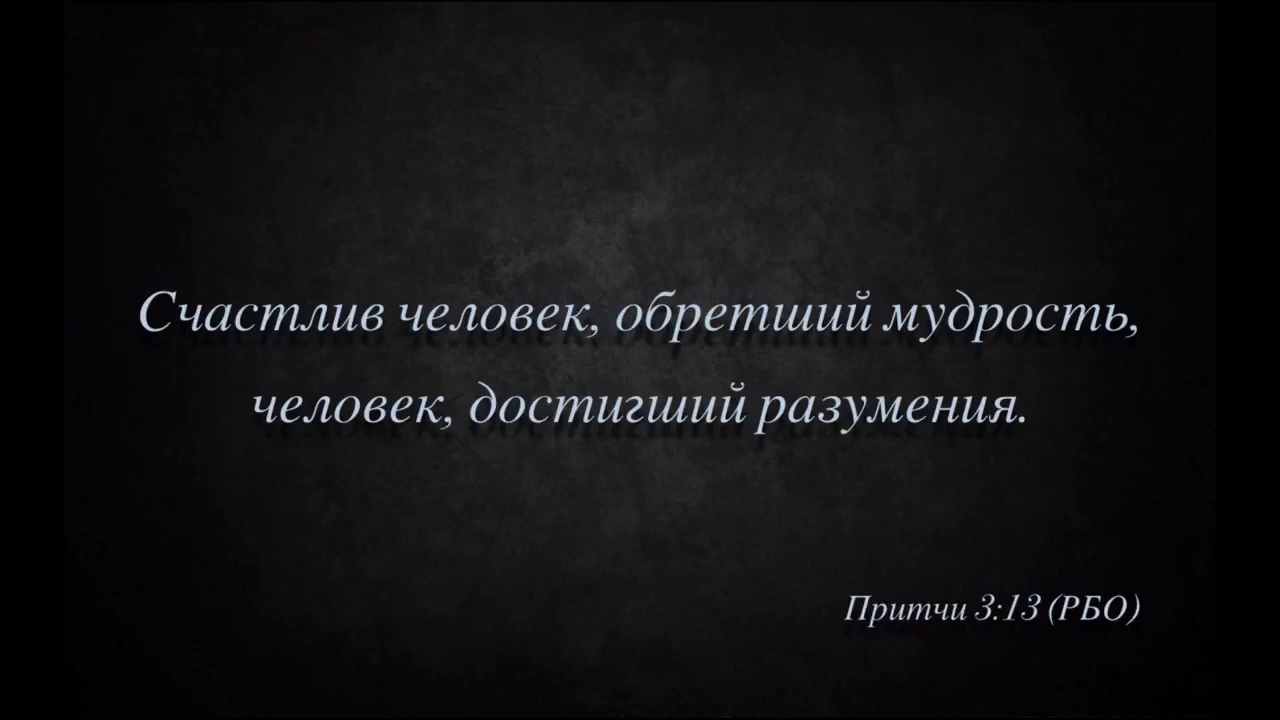 Счастлив человек, обретший мудрость,
человек, достигший разумения.
Притчи 3:13 (РБО)